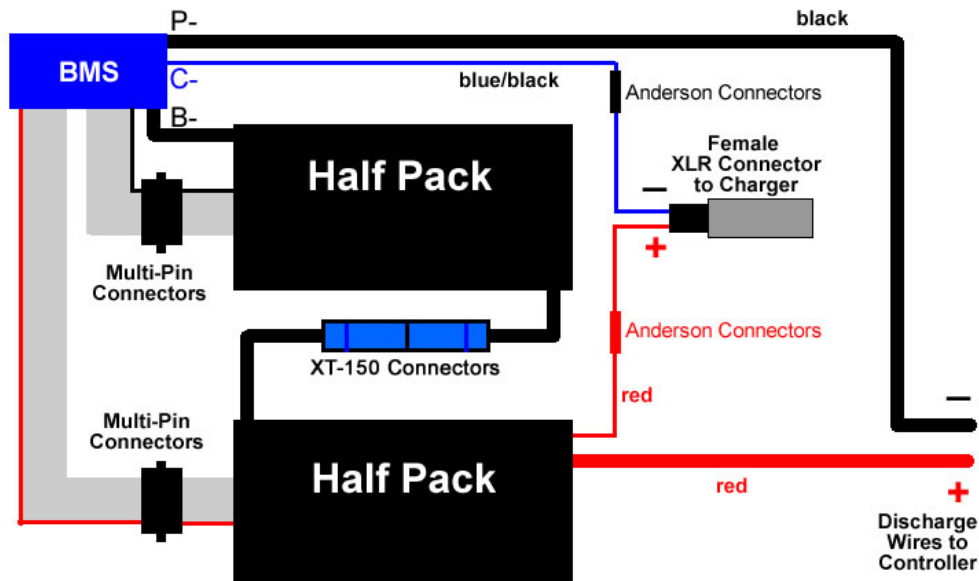 P-
black
BMS
C-
blue/black
Anderson Connectors
B-
Half Pack
Female
XLR Connector
to Charger
–
+
Multi-Pin
Connectors
XT-150 Connectors
Anderson Connectors
red
Multi-Pin
Connectors
Half Pack
–
red
+
Discharge
Wires to
Controller